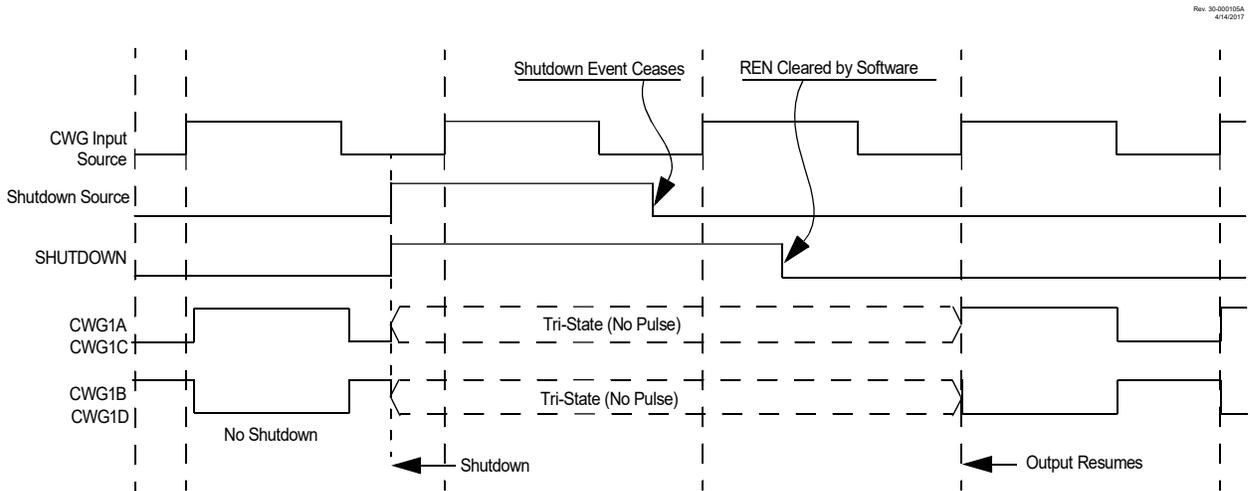 Rev. 30-000105A
4/14/2017
Shutdown Event Ceases
REN Cleared by Software
CWG Input
Source
Shutdown Source
SHUTDOWN
CWG1A
CWG1C
Tri-State (No Pulse)
CWG1B
CWG1D
Tri-State (No Pulse)
No Shutdown
Shutdown
Output Resumes